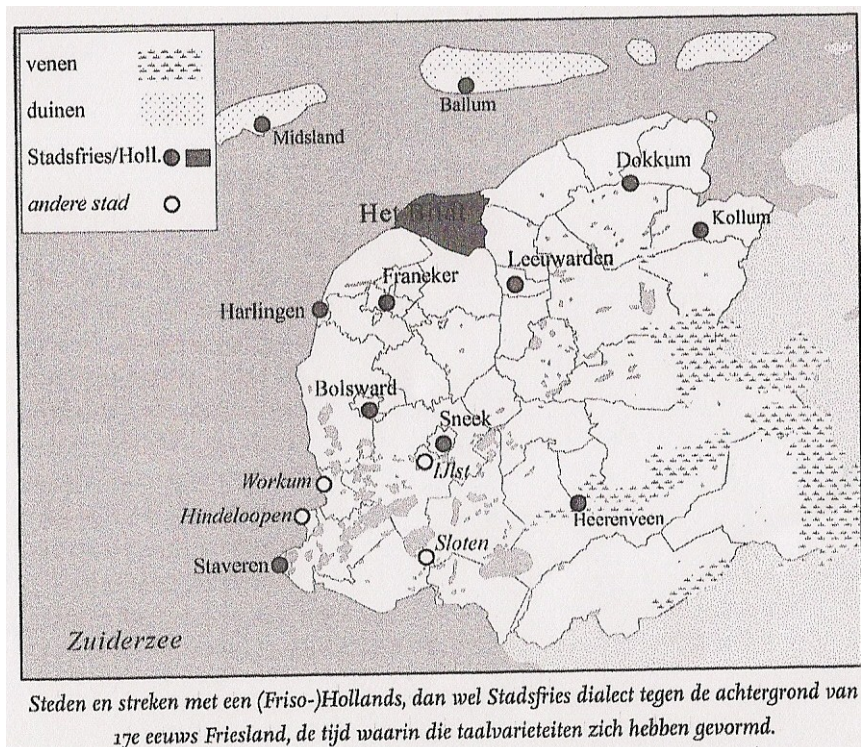 venen
duinen
Stadsfries/Holl.
andere stad
Ballum
Midsland
Dokkum
Het Bildt
Kollum
Leeuwarden
Franeker
Harlingen
Bolsward
Sneek
IJlst
Workum
Hindeloopen
Heerenveen
Sloten
Staveren
Zuiderzee
Steden en streken met een (Friso-)Hollands, dan wel Stadsfries dialect tegen de achtergrond van
17e eeuws Friesland, de tijd waarin die taalvarieteiten zich hebben gevormd.